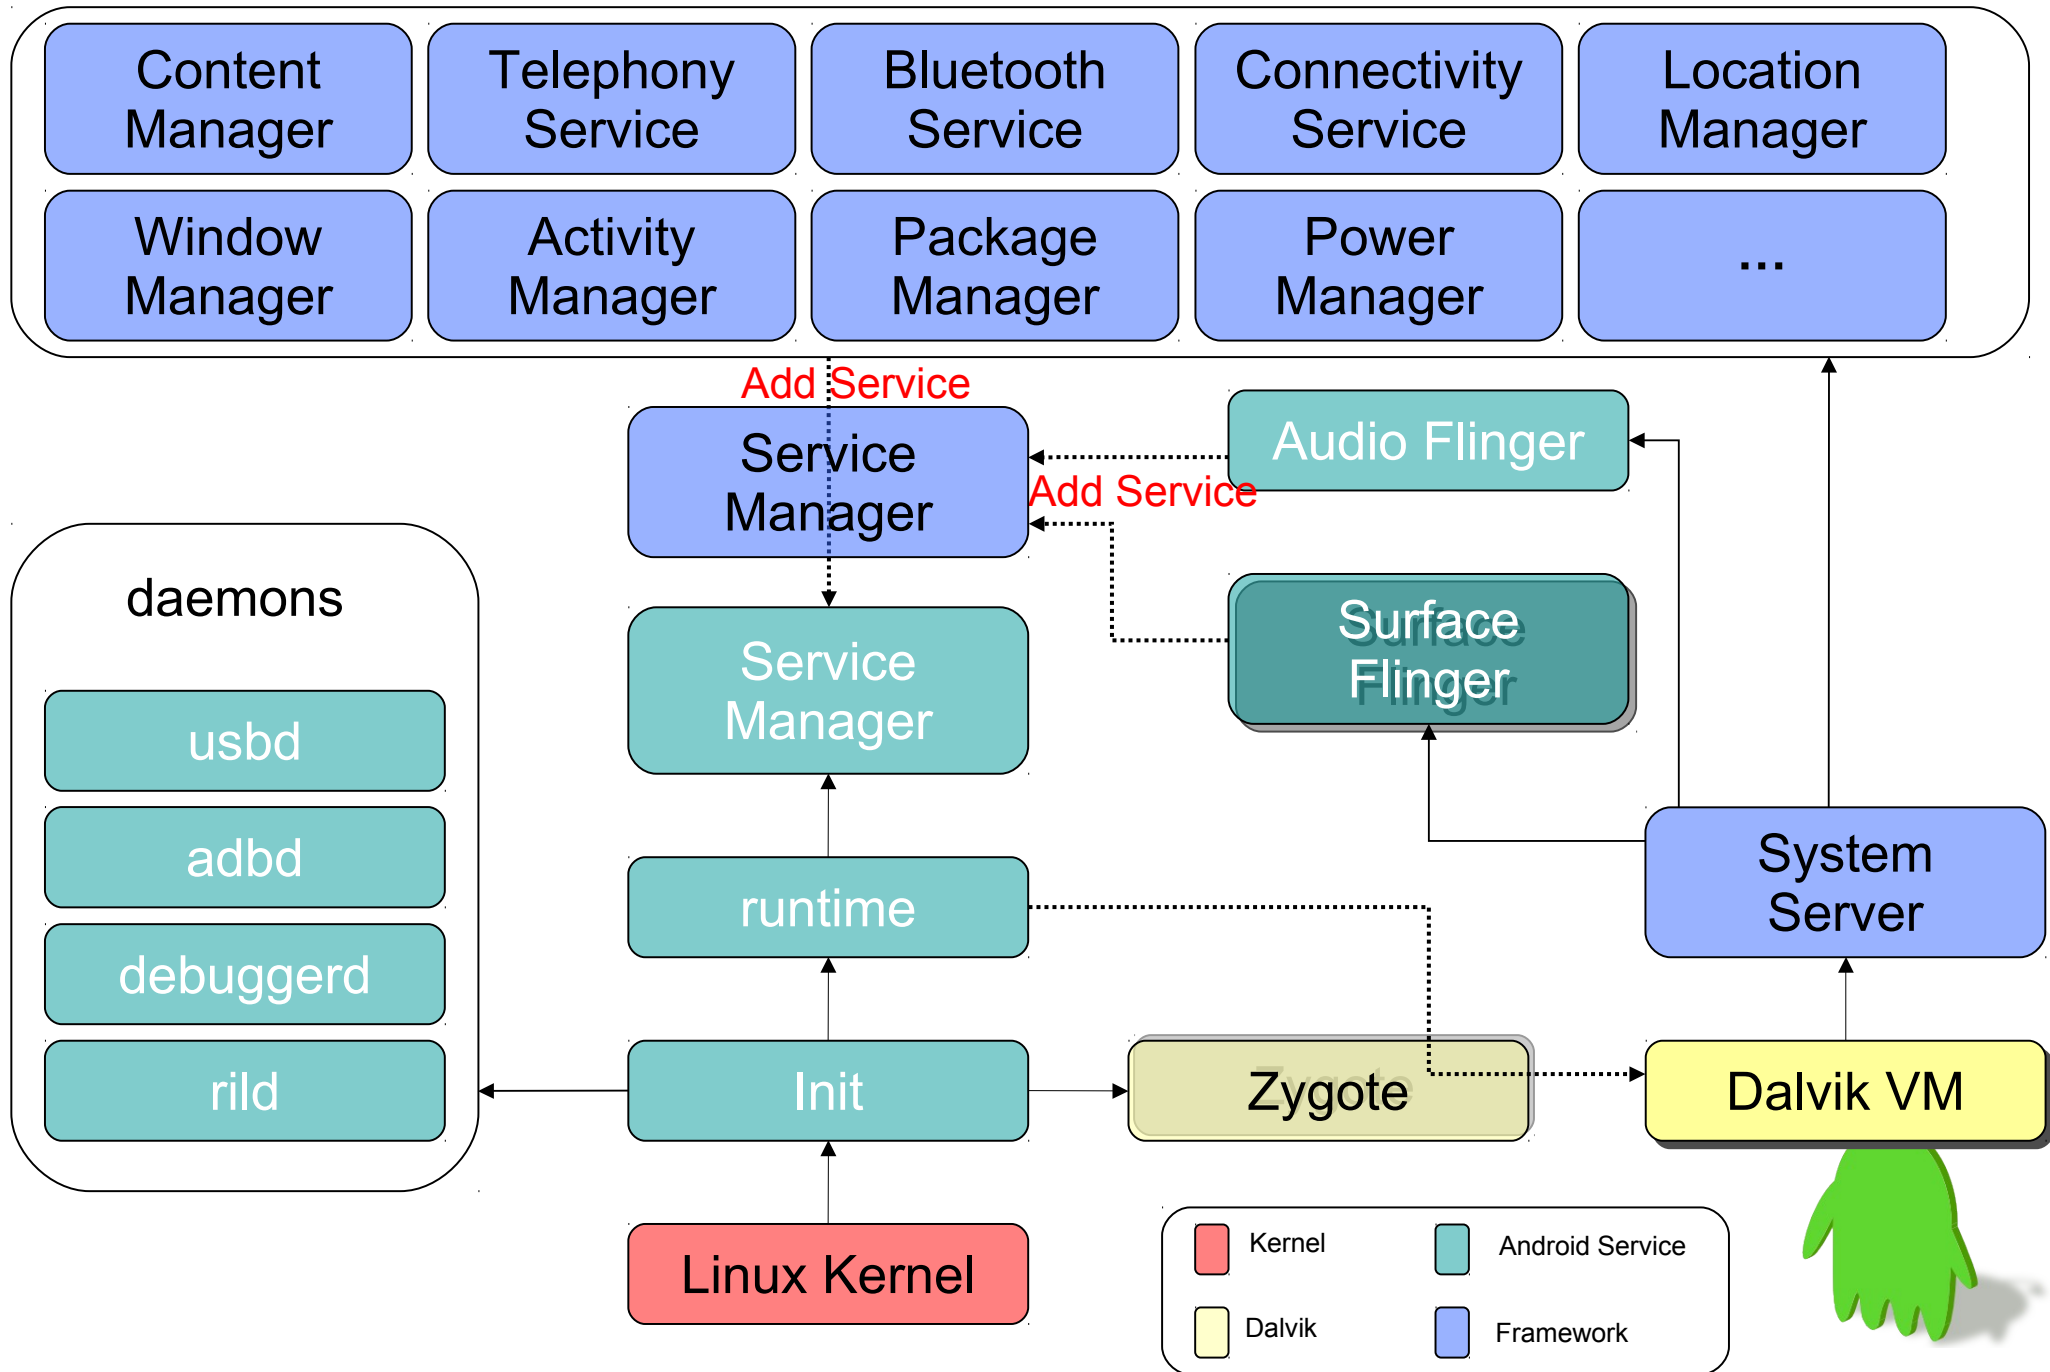 Content
Manager
Telephony
Service
Bluetooth
Service
Connectivity
Service
Location
Manager
Window
Manager
Activity
Manager
Package
Manager
Power
Manager
...
Add Service
Service
Manager
Audio Flinger
Add Service
daemons
Surface
Flinger
Service
Manager
usbd
adbd
debuggerd
rild
runtime
System
Server
Init
Zygote
Dalvik VM
Linux Kernel
Kernel
Android Service
Dalvik
Framework